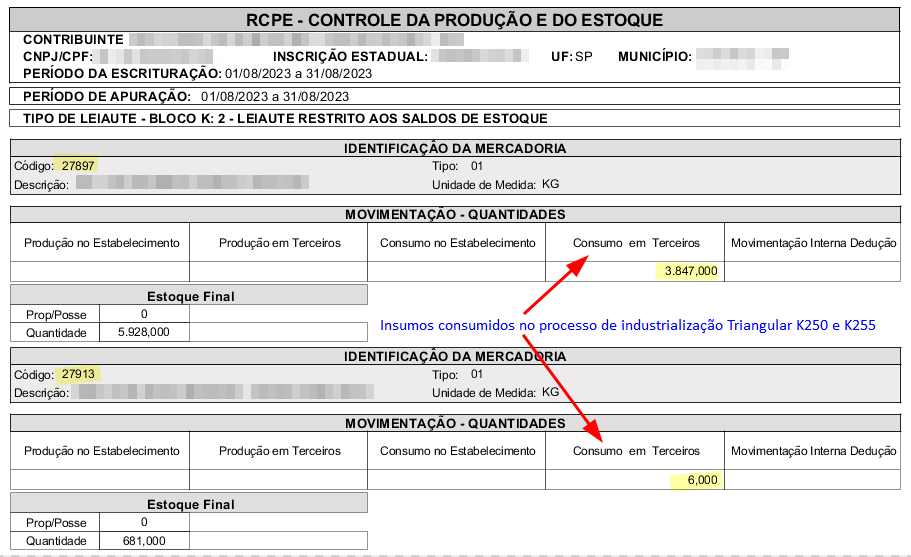 RCPE - CONTROLE DA PRODUÇÃO E DO ESTOQUE
CONTRIBUINTE
CNPJ/CPF: INSCRIÇÃO ESTADUAL: UF: SP MUNICÍPIO:
PERÍODO DA ESCRITURAÇÃO: 01/08/2023 a 31/08/2023
PERÍODO DE APURAÇÃO: 01/08/2023 a 31/08/2023
TIPO DE LEIAUTE - BLOCO K: 2 - LEIAUTE RESTRITO AOS SALDOS DE ESTOQUE
IDENTIFICAÇÃO DA MERCADORIA
Código: 27897 Tipo: 01
Descrição: Unidade de Medida: KG
MOVIMENTAÇÃO - QUANTIDADES
Produção no Estabelecimento Produção em Terceiros Consumo no Estabelecimento Consumo em Terceiros Movimentação Interna Dedução
3.847,000
Estoque Final
Prop/Posse 0
Quantidade 5.928,000
Insumos consumidos no processo de industrialização Triangular K250 e K255
IDENTIFICAÇÃO DA MERCADORIA
Código: 27913 Tipo: 01
Descrição: Unidade de Medida: KG
MOVIMENTAÇÃO - QUANTIDADES
Produção no Estabelecimento Produção em Terceiros Consumo no Estabelecimento Consumo em Terceiros Movimentação Interna Dedução
6,000
Estoque Final
Prop/Posse 0
Quantidade 681,000